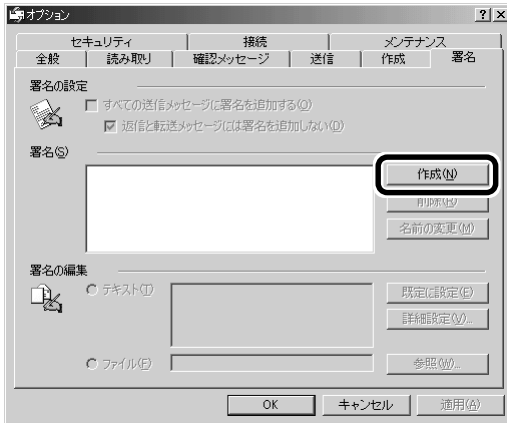 オプション
セキュリティ 接続 メンテナンス
全般 読み取り 確認メッセージ 送信 作成 署名
署名の設定
すべての送信メッセージに署名を追加する(O)
返信と転送メッセージには署名を追加しない(D)
署名(S)
作成(N)
削除(R)
名前の変更(M)
署名の編集
テキスト(T)
既定に設定(E)
詳細設定(V)...
ファイル(F)
参照(W)...
OK キャンセル 適用(A)